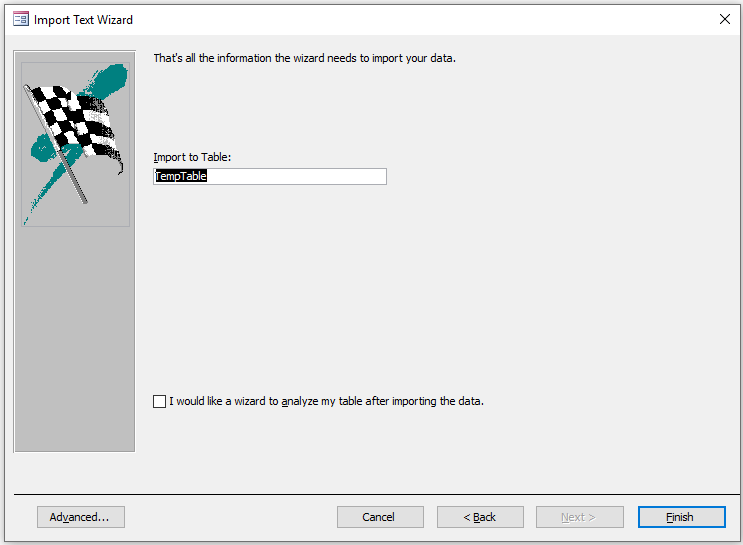 Import Text Wizard
That's all the information the wizard needs to import your data.
Import to Table:
TempTable
I would like a wizard to analyze my table after importing the data.
Advanced...
Cancel
< Back
Next >
Finish